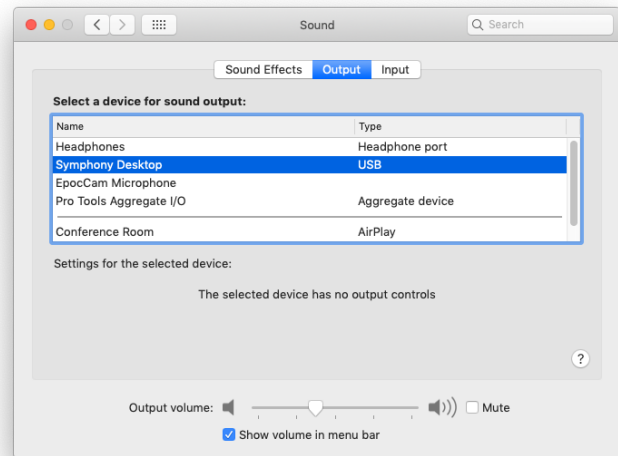 Sound
Search
Sound Effects Output Input
Select a device for sound output:
Name Type
Headphones Headphone port
Symphony Desktop USB
EpocCam Microphone
Pro Tools Aggregate I/O Aggregate device
Conference Room AirPlay
Settings for the selected device:
The selected device has no output controls
?
Output volume: Mute
Show volume in menu bar